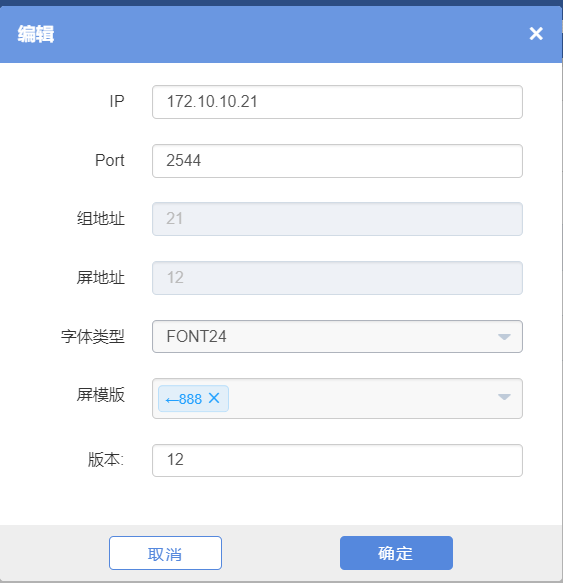 编辑 ×
IP 172.10.10.21
Port 2544
组地址 21
屏地址 12
字体类型 FONT24
屏模版 ←888 ×
版本: 12
取消 确定